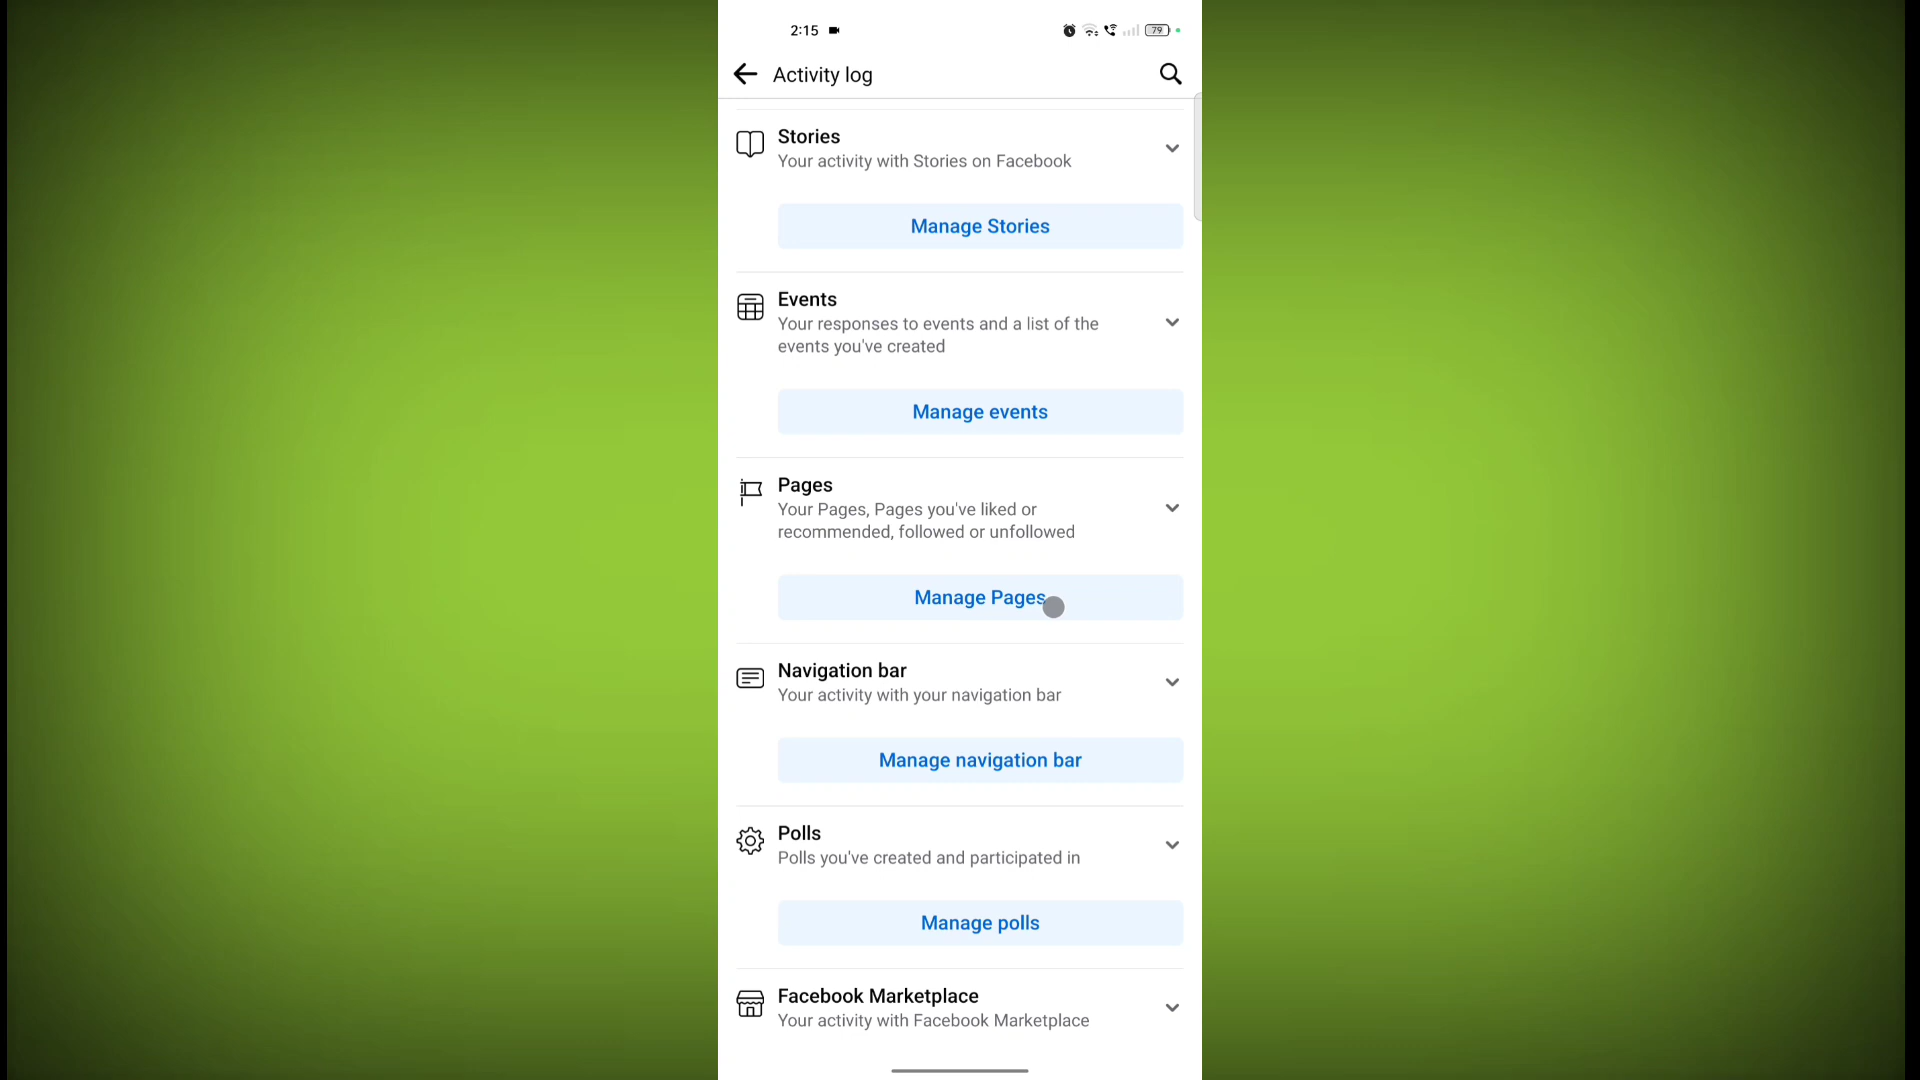 2:15
79
Activity log
Stories
Your activity with Stories on Facebook
Manage Stories
Events
Your responses to events and a list of the
events you've created
Manage events
Pages
Your Pages, Pages you've liked or
recommended, followed or unfollowed
Manage Pages
Navigation bar
Your activity with your navigation bar
Manage navigation bar
Polls
Polls you've created and participated in
Manage polls
Facebook Marketplace
Your activity with Facebook Marketplace